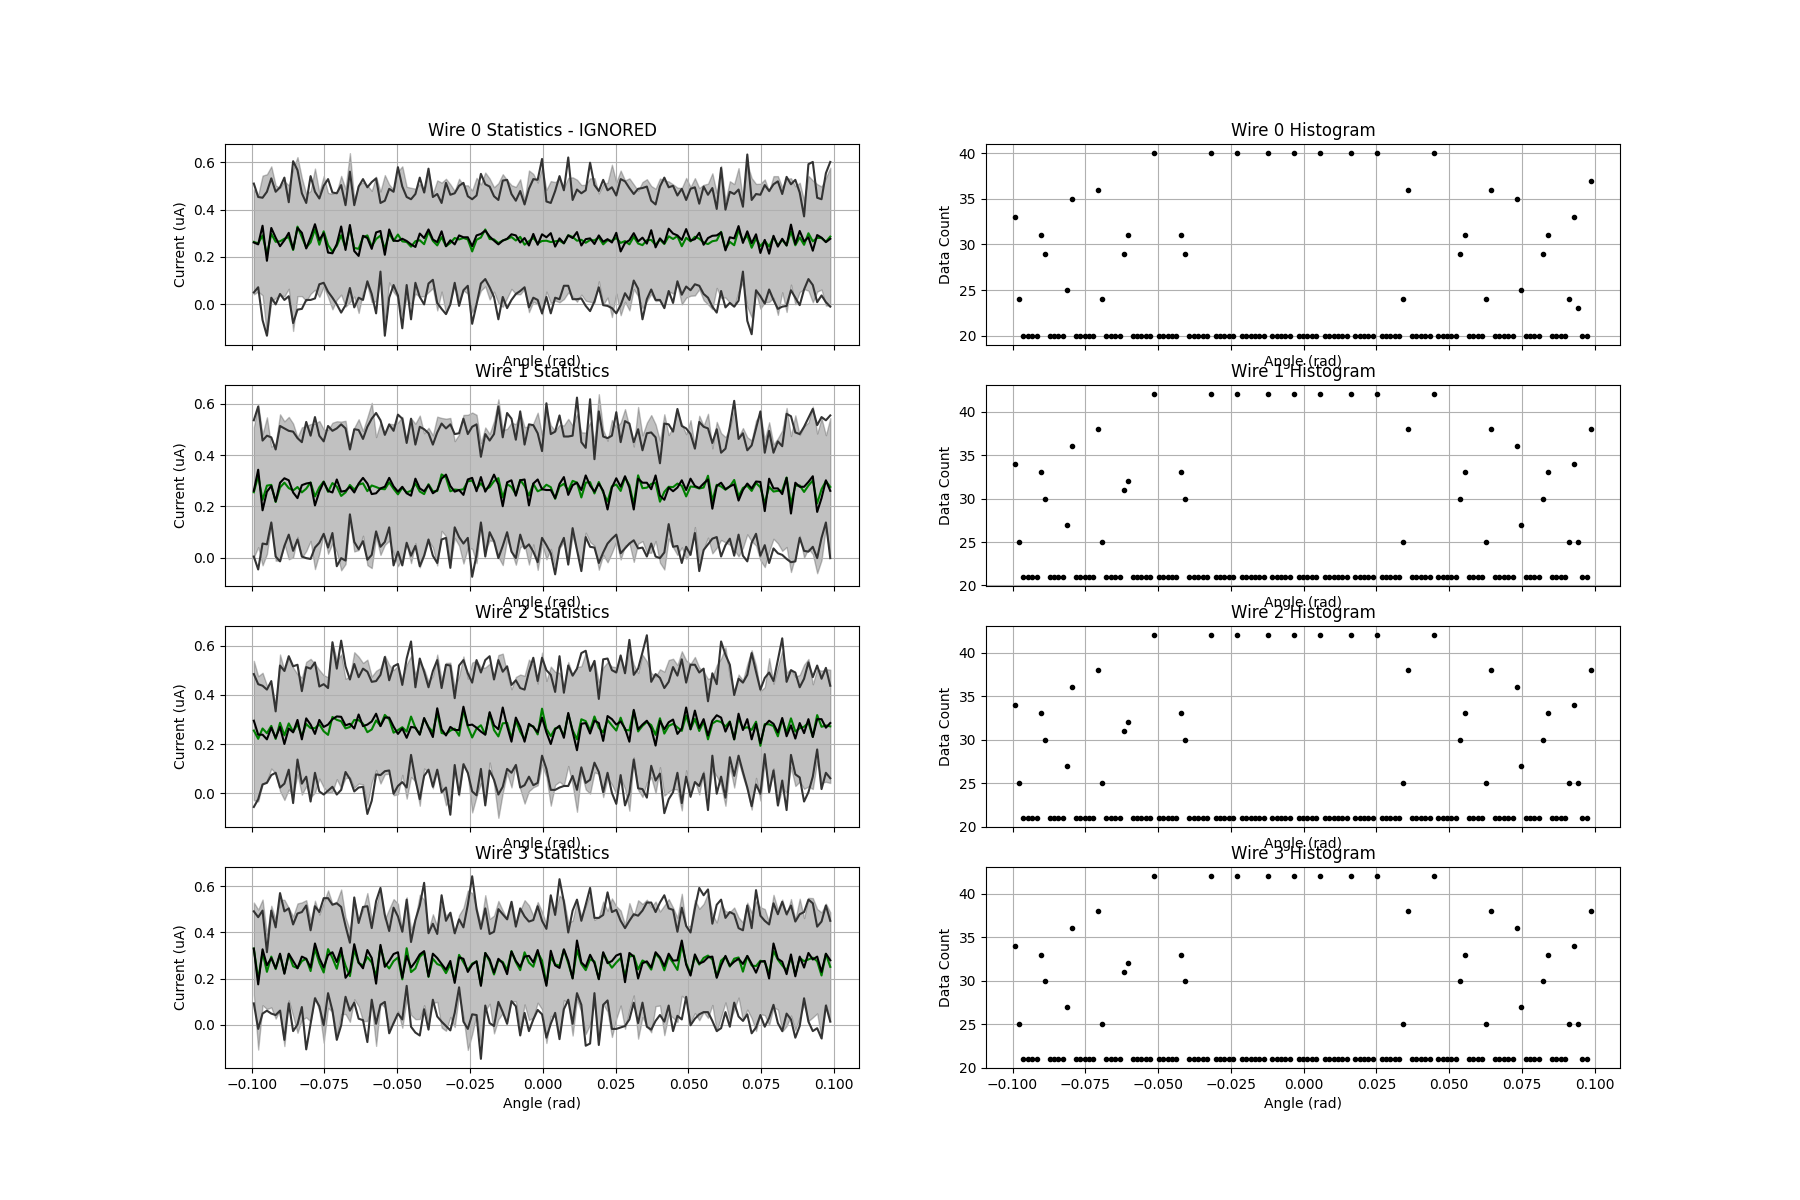 Wire 0 Statistics - IGNORED
Current (uA)
0.6
0.4
0.2
0.0
Angle (rad)
Wire 0 Histogram
Data Count
40
35
30
25
20
Angle (rad)
Wire 1 Statistics
Current (uA)
0.6
0.4
0.2
0.0
Angle (rad)
Wire 1 Histogram
Data Count
40
35
30
25
20
Angle (rad)
Wire 2 Statistics
Current (uA)
0.6
0.4
0.2
0.0
Angle (rad)
Wire 2 Histogram
Data Count
40
35
30
25
20
Angle (rad)
Wire 3 Statistics
Current (uA)
0.6
0.4
0.2
0.0
−0.100 −0.075 −0.050 −0.025 0.000 0.025 0.050 0.075 0.100
Angle (rad)
Wire 3 Histogram
Data Count
40
35
30
25
20
−0.100 −0.075 −0.050 −0.025 0.000 0.025 0.050 0.075 0.100
Angle (rad)